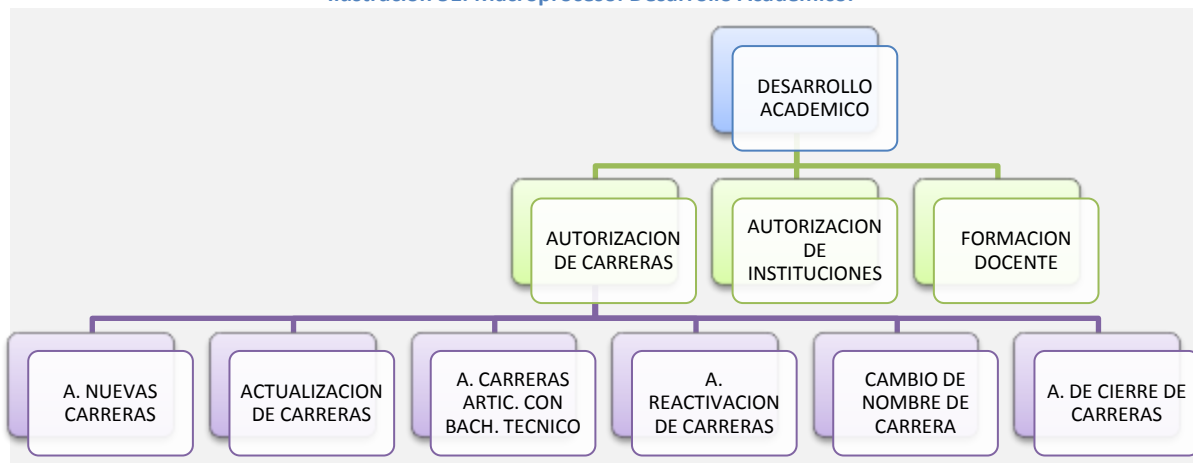 DESARROLLO
ACADEMICO
AUTORIZACION
DE CARRERAS
AUTORIZACION
DE
INSTITUCIONES
FORMACION
DOCENTE
A. NUEVAS
CARRERAS
ACTUALIZACION
DE CARRERAS
A. CARRERAS
ARTIC. CON
BACH. TECNICO
A.
REACTIVACION
DE CARRERAS
CAMBIO DE
NOMBRE DE
CARRERA
A. DE CIERRE DE
CARRERAS